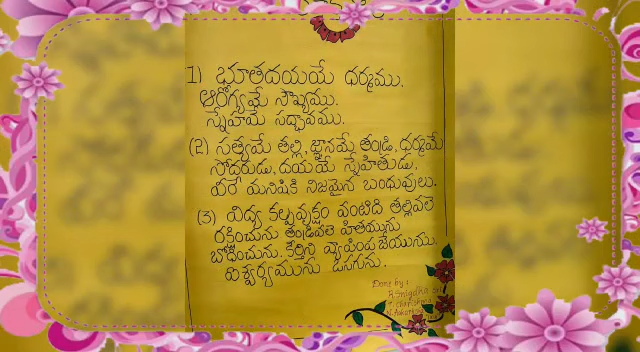 1) భూతదయయే ధర్మము.
ఆరోగ్యమే సౌఖ్యము.
స్నేహమే సద్భావము.
(2) సత్యమే తల్లి, జ్ఞానమే తండ్రి, ధర్మమే
సోదరుడు, దయయే స్నేహితుడు,
వీరే మనిషికి నిజమైన బంధువులు.
(3) విద్య కల్పవృక్షం వంటిది తల్లివలె
రక్షించును తండ్రివలె హితమును
బోధించును. కీర్తిని వ్యాపింప జేయును.
ఐశ్వర్యమును ఒసగును.
Done by: